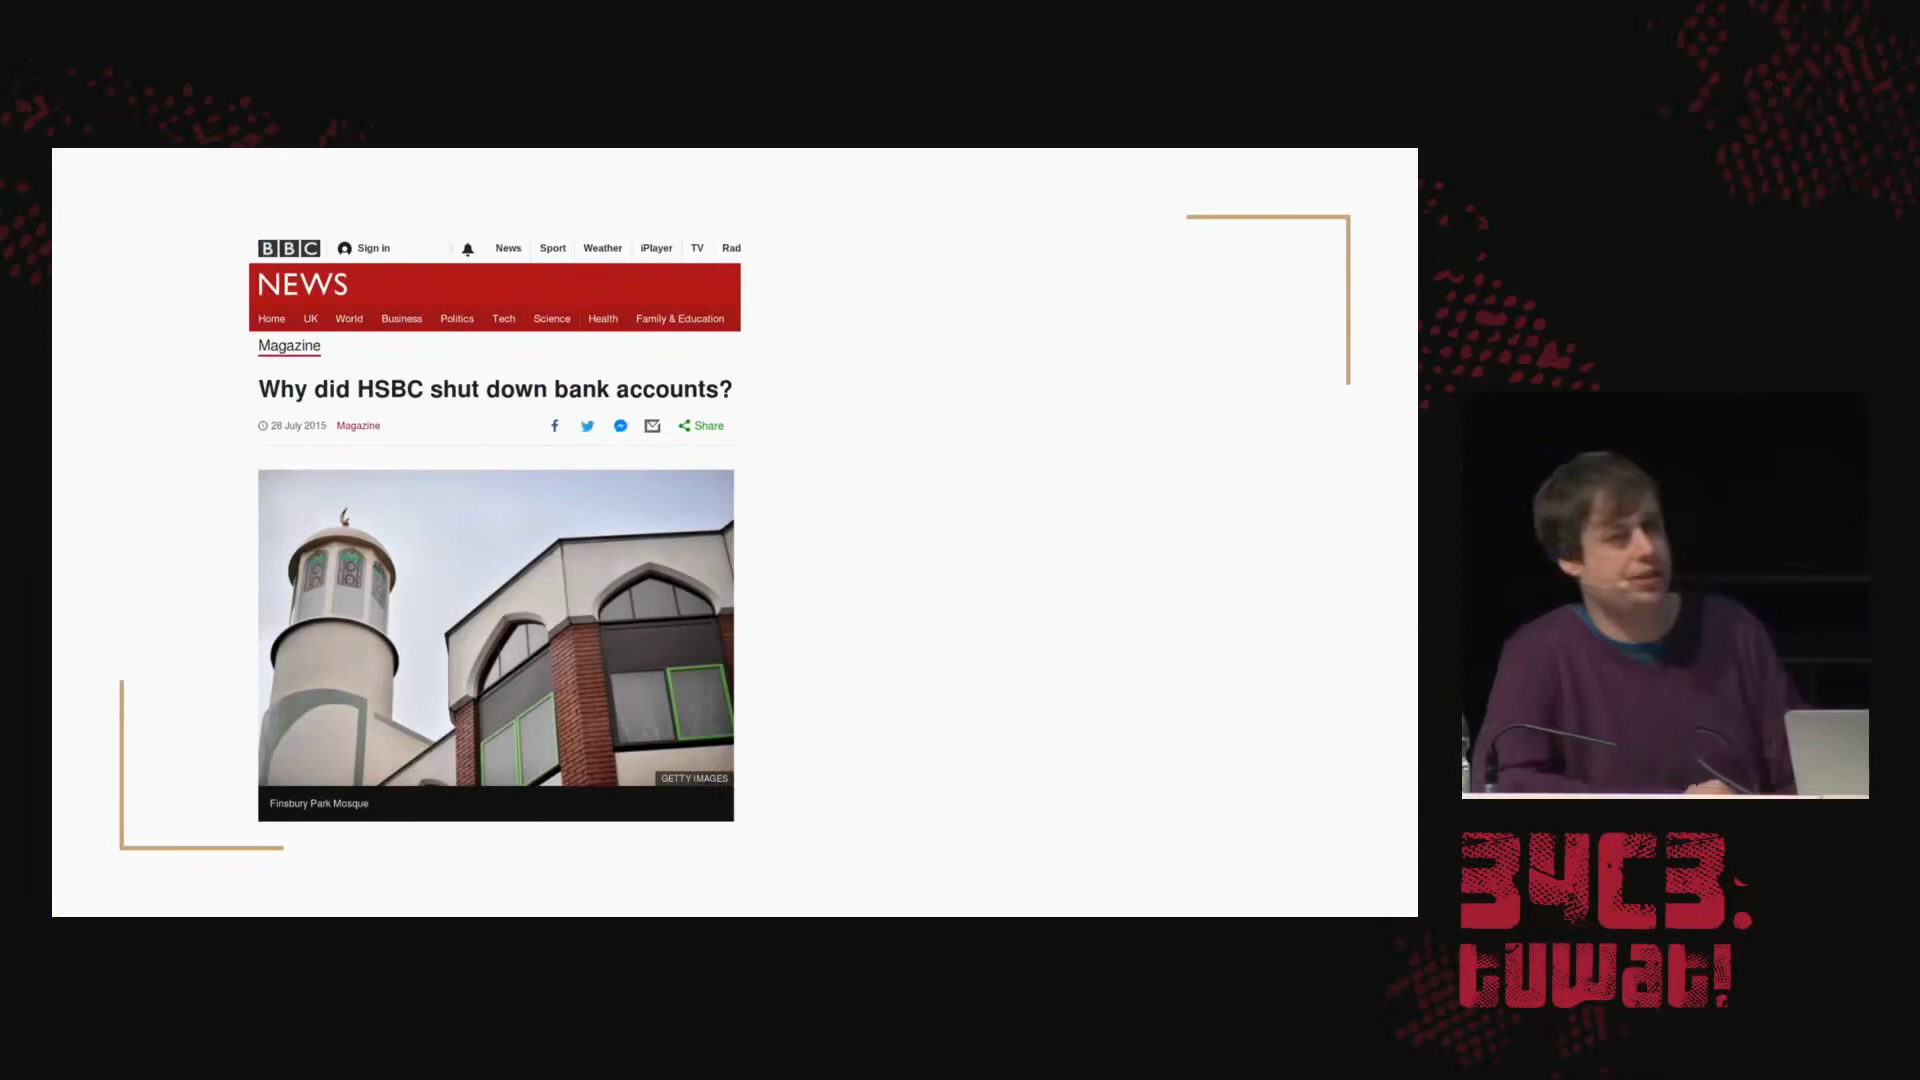 BBC Sign in News Sport Weather iPlayer TV Rad
NEWS
Home UK World Business Politics Tech Science Health Family & Education
Magazine
Why did HSBC shut down bank accounts?
28 July 2015 Magazine Share
GETTY IMAGES
Finsbury Park Mosque
34C3.
tuwat!